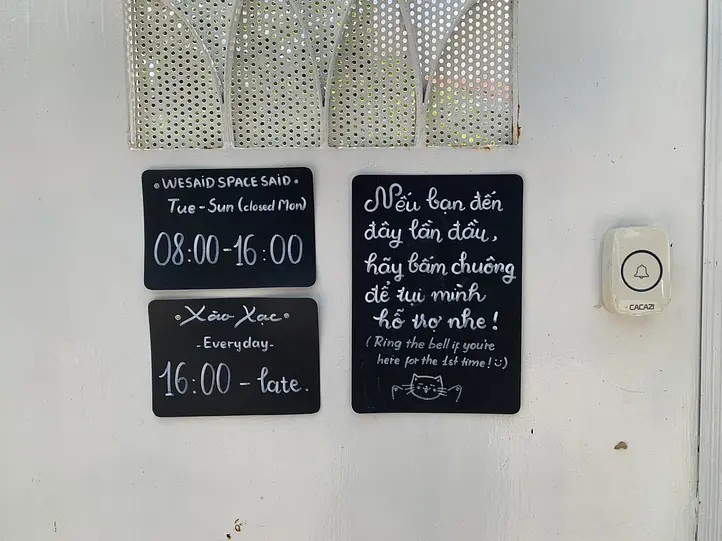 WESAID SPACE SAID
Tue - Sun (closed Mon)
08:00 - 16:00
Xào Xạc
- Everyday -
16:00 - late.
Nếu bạn đến
đây lần đầu,
hãy bấm chuông
để tụi mình
hỗ trợ nhe!
(Ring the bell if you're
here for the 1st time! :))
CACAZI